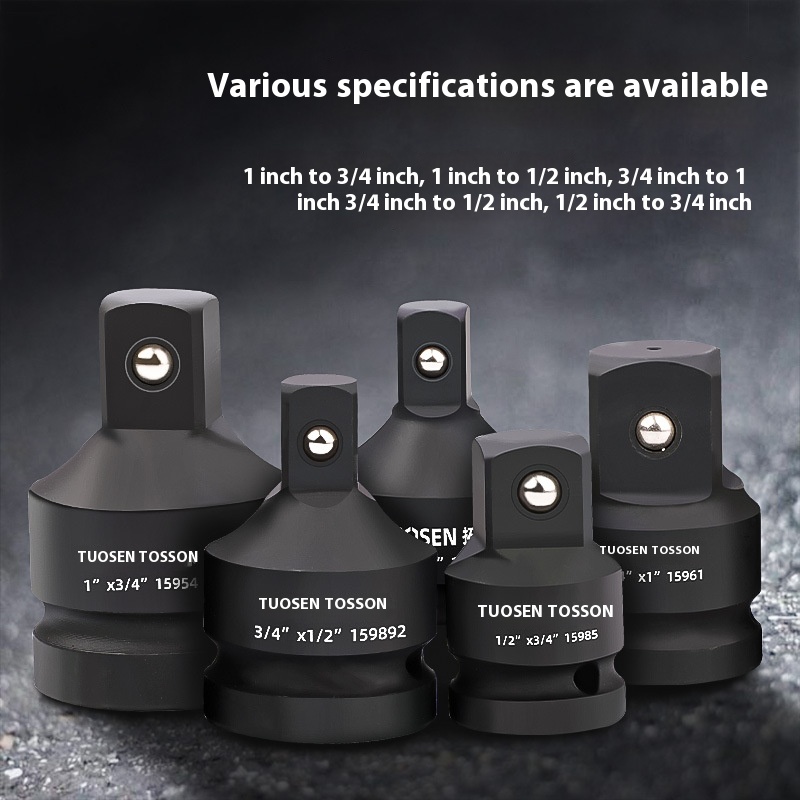 Various specifications are available
1 inch to 3/4 inch, 1 inch to 1/2 inch, 3/4 inch to 1
inch 3/4 inch to 1/2 inch, 1/2 inch to 3/4 inch
TUOSEN TOSSON
1” x3/4” 15954
TUOSEN TOSSON
3/4” x1/2” 159892
TUOSEN TOSSON
1/2” x3/4” 15985
TUOSEN TOSSON
x1” 15961